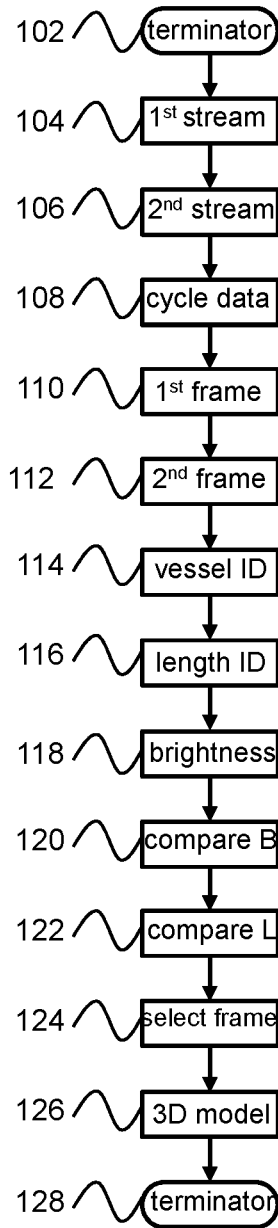 102 terminator
104 1st stream
106 2nd stream
108 cycle data
110 1st frame
112 2nd frame
114 vessel ID
116 length ID
118 brightness
120 compare B
122 compare L
124 select frame
126 3D model
128 terminator